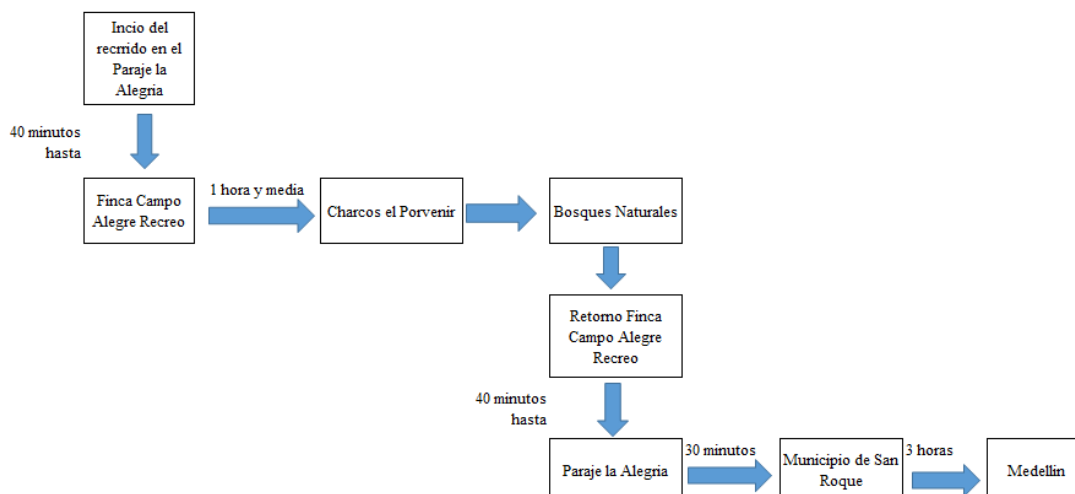 Incio del
recrrido en el
Paraje la
Alegria
40 minutos
hasta
Finca Campo
Alegre Recreo
1 hora y media
Charcos el Porvenir
Bosques Naturales
Retorno Finca
Campo Alegre
Recreo
40 minutos
hasta
Paraje la Alegria
30 minutos
Municipio de San
Roque
3 horas
Medellin